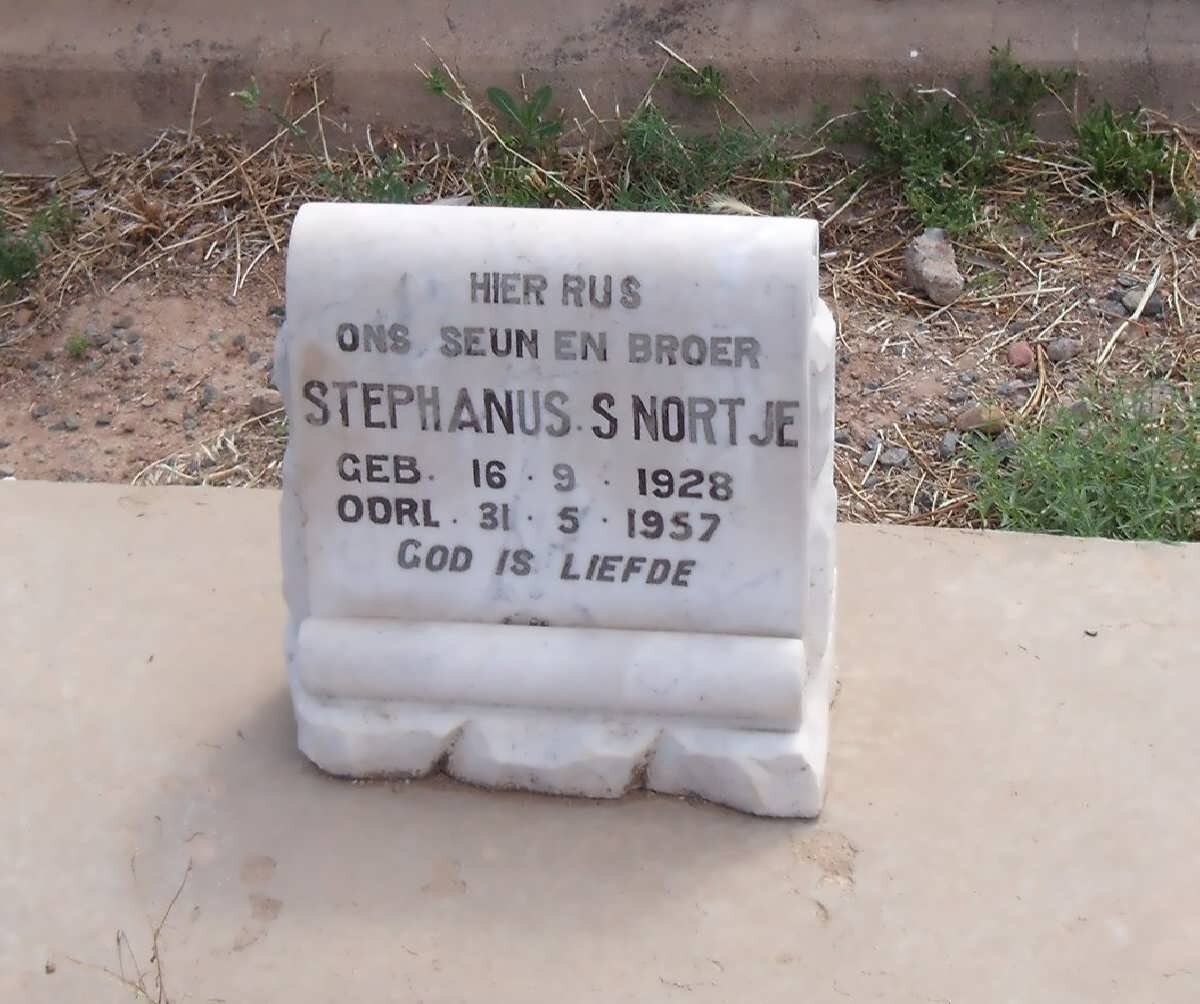 HIER RUS
ONS SEUN EN BROER
STEPHANUS. S NORTJE
GEB. 16 . 9 . 1928
OORL. 31 . 5 . 1957
GOD IS LIEFDE